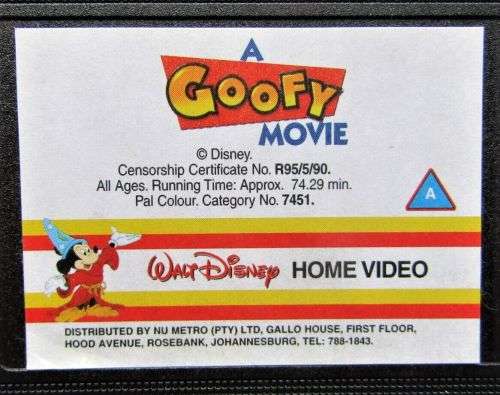 A
GOOFY
MOVIE
© Disney.
Censorship Certificate No. R95/5/90.
All Ages. Running Time: Approx. 74.29 min.
Pal Colour. Category No. 7451.
A
WALT DISNEY HOME VIDEO
DISTRIBUTED BY NU METRO (PTY) LTD, GALLO HOUSE, FIRST FLOOR,
HOOD AVENUE, ROSEBANK, JOHANNESBURG, TEL: 788-1843.